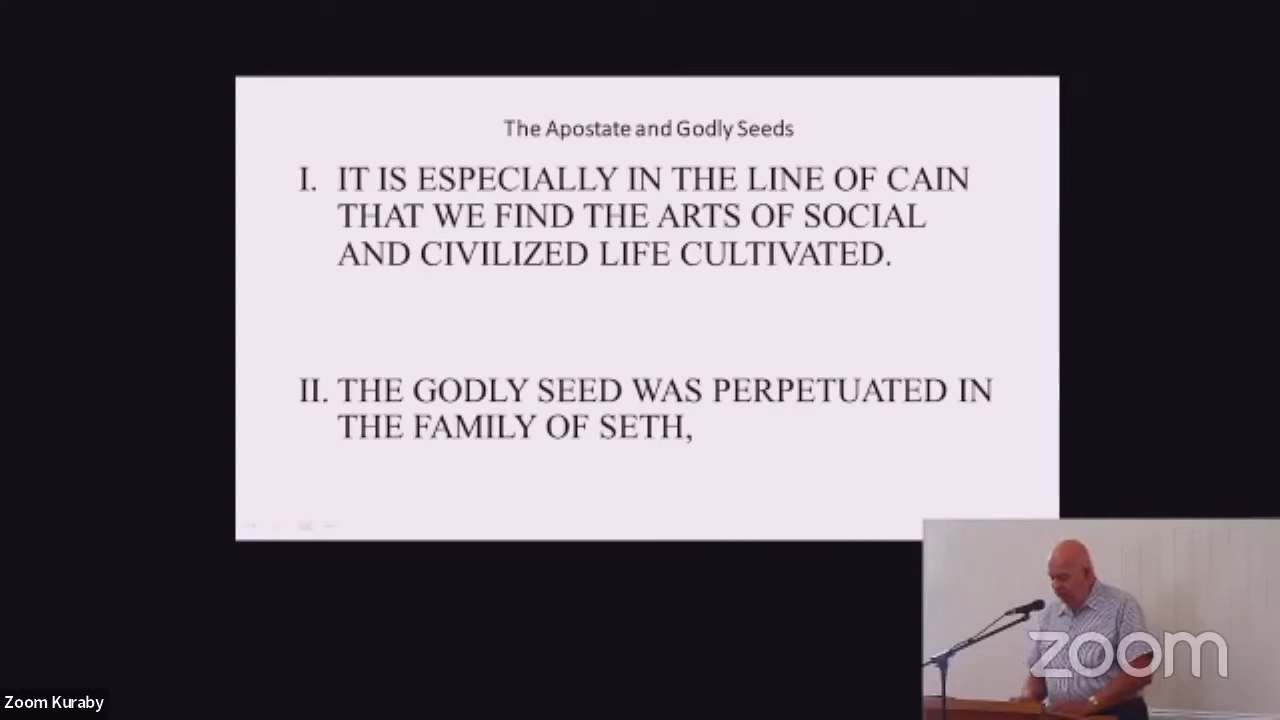 The Apostate and Godly Seeds
I. IT IS ESPECIALLY IN THE LINE OF CAIN
THAT WE FIND THE ARTS OF SOCIAL
AND CIVILIZED LIFE CULTIVATED.
II. THE GODLY SEED WAS PERPETUATED IN
THE FAMILY OF SETH,
zoom
Zoom Kuraby